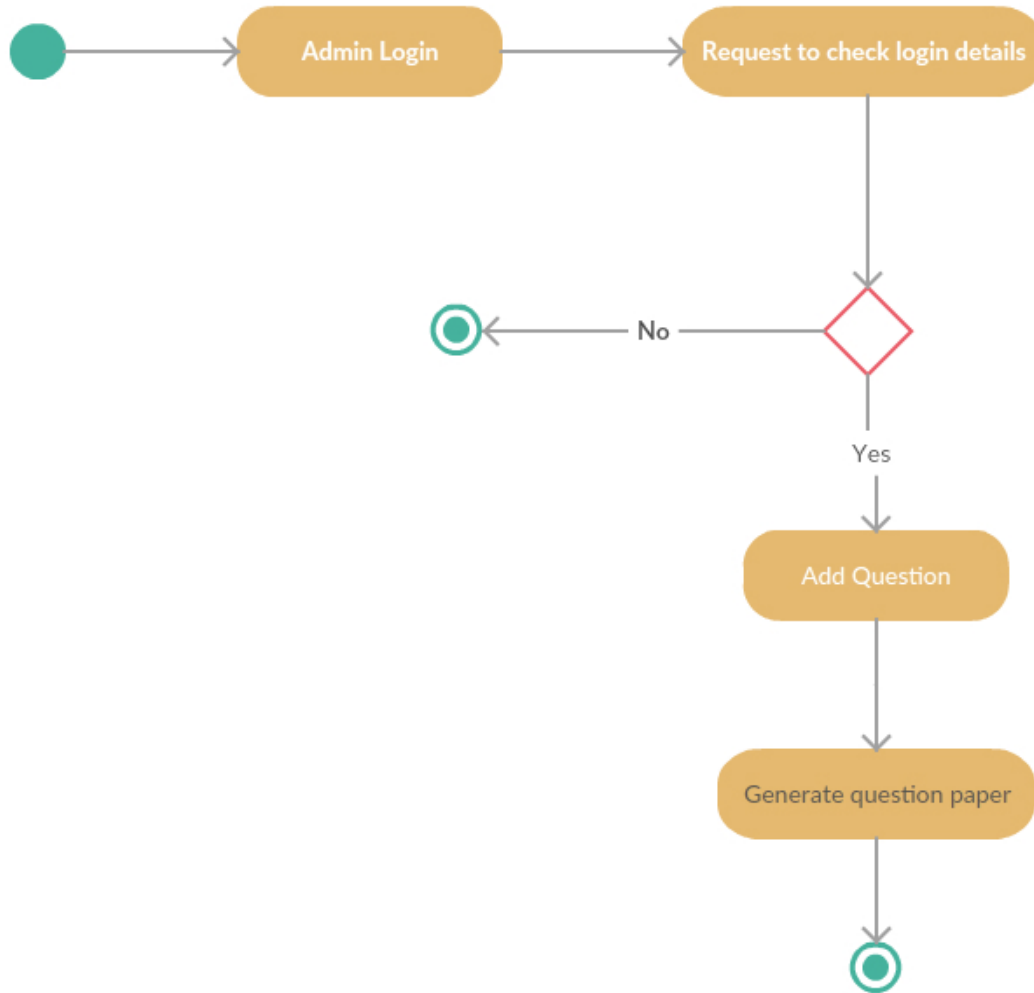 Admin Login
Request to check login details
No
Yes
Add Question
Generate question paper